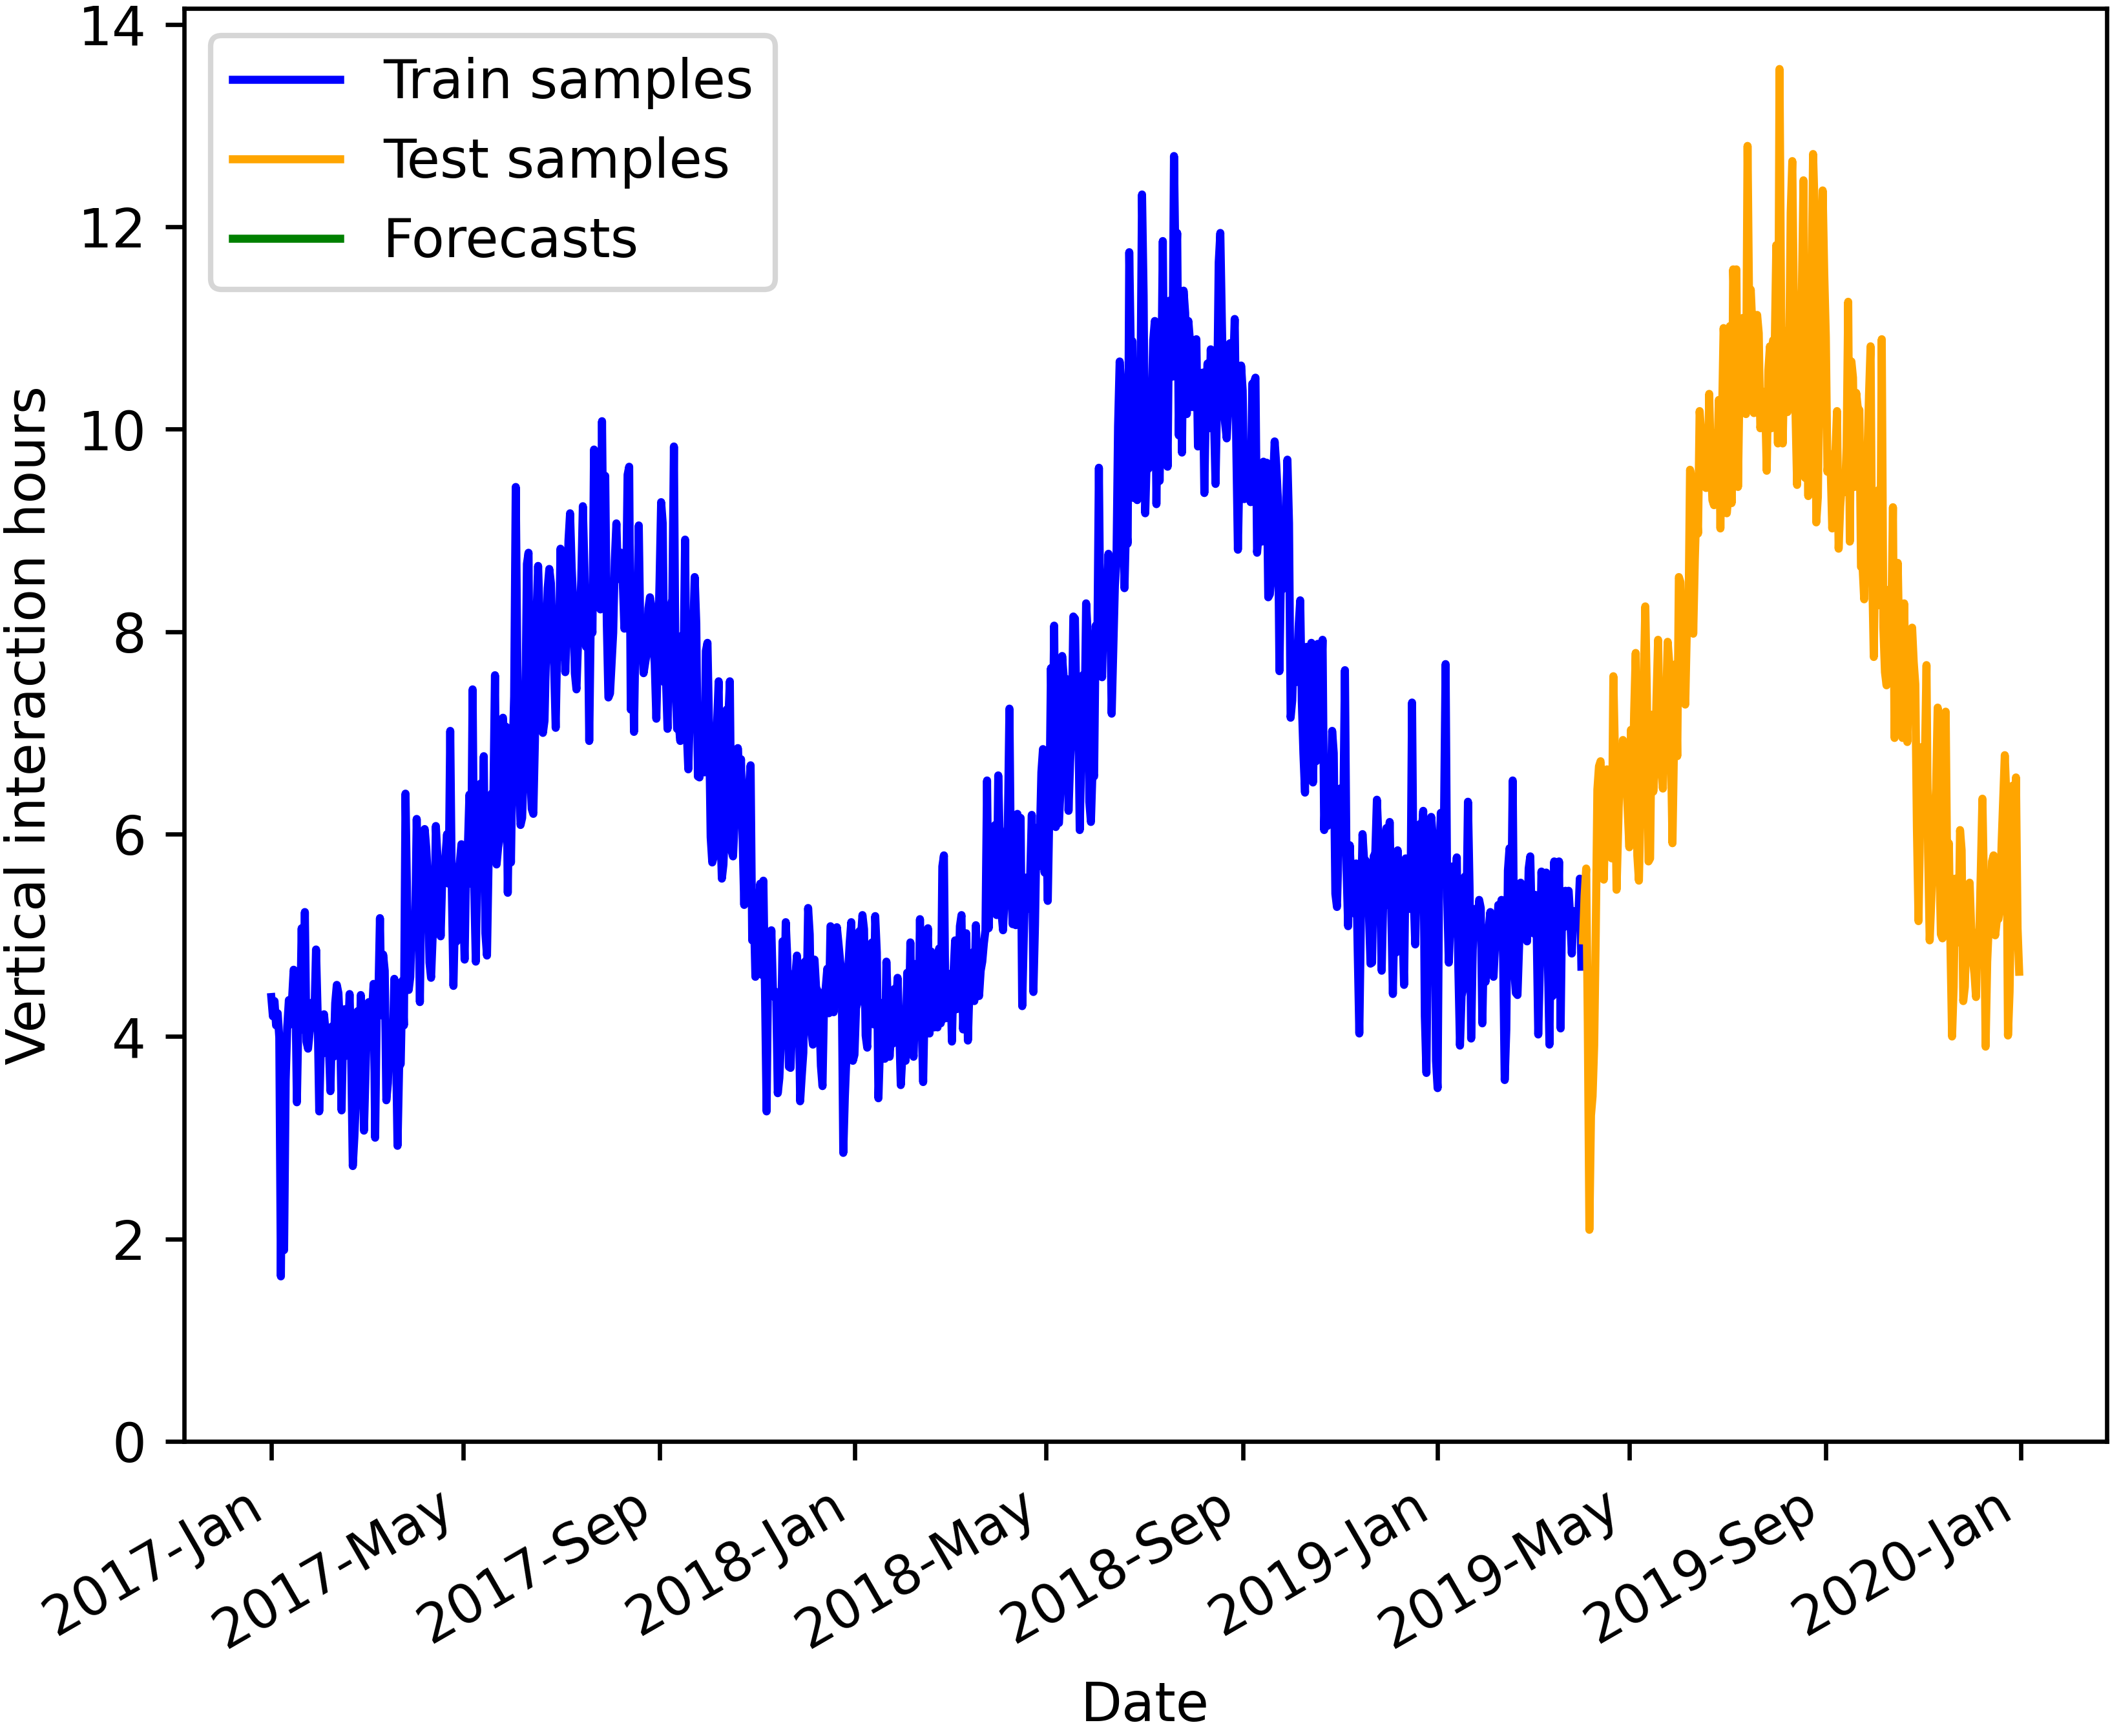 14
12
10
8
6
4
2
0
Vertical interaction hours
Train samples
Test samples
Forecasts
2017-Jan
2017-May
2017-Sep
2018-Jan
2018-May
2018-Sep
2019-Jan
2019-May
2019-Sep
2020-Jan
Date